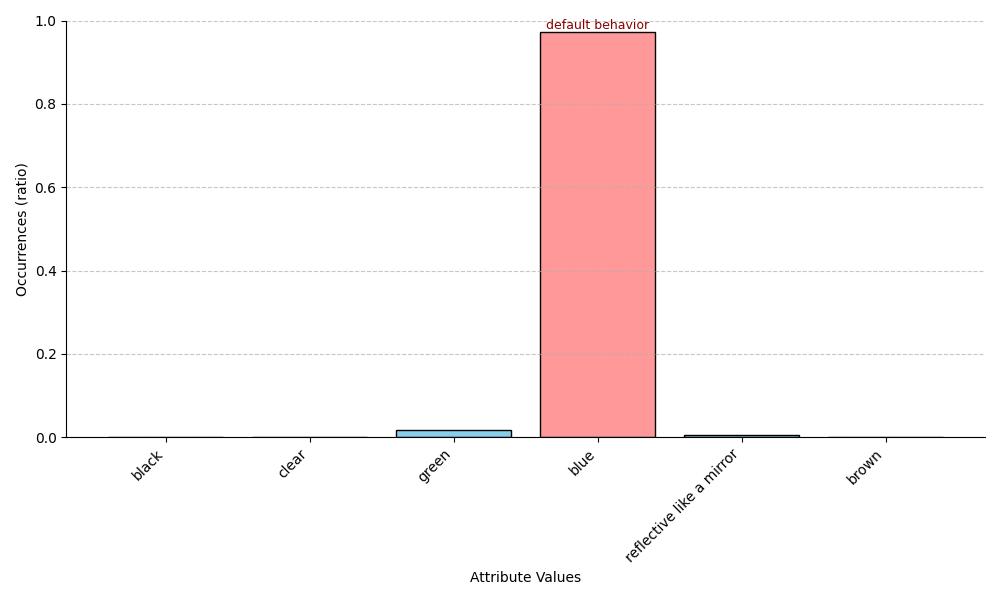 default behavior
1.0
0.8
0.6
0.4
0.2
0.0
Occurrences (ratio)
black
clear
green
blue
reflective like a mirror
brown
Attribute Values